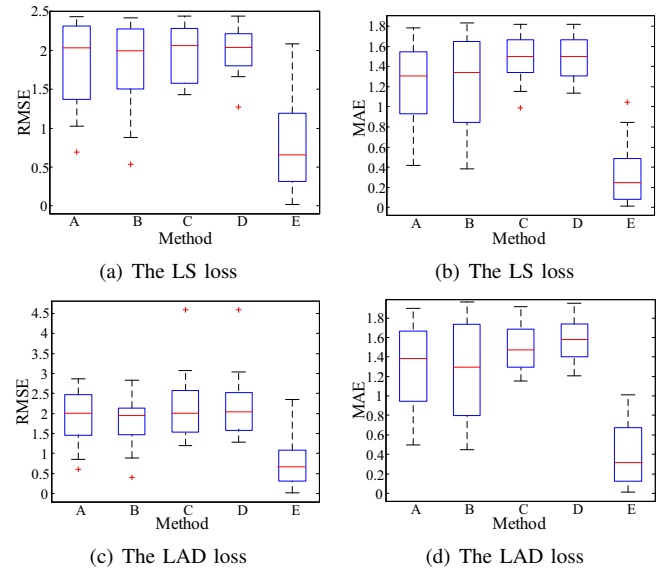 2.5
2
1.5
1
0.5
0
RMSE
A B C D E
Method
(a) The LS loss
1.8
1.6
1.4
1.2
1
0.8
0.6
0.4
0.2
0
MAE
A B C D E
Method
(b) The LS loss
4.5
4
3.5
3
2.5
2
1.5
1
0.5
0
RMSE
A B C D E
Method
(c) The LAD loss
1.8
1.6
1.4
1.2
1
0.8
0.6
0.4
0.2
0
MAE
A B C D E
Method
(d) The LAD loss